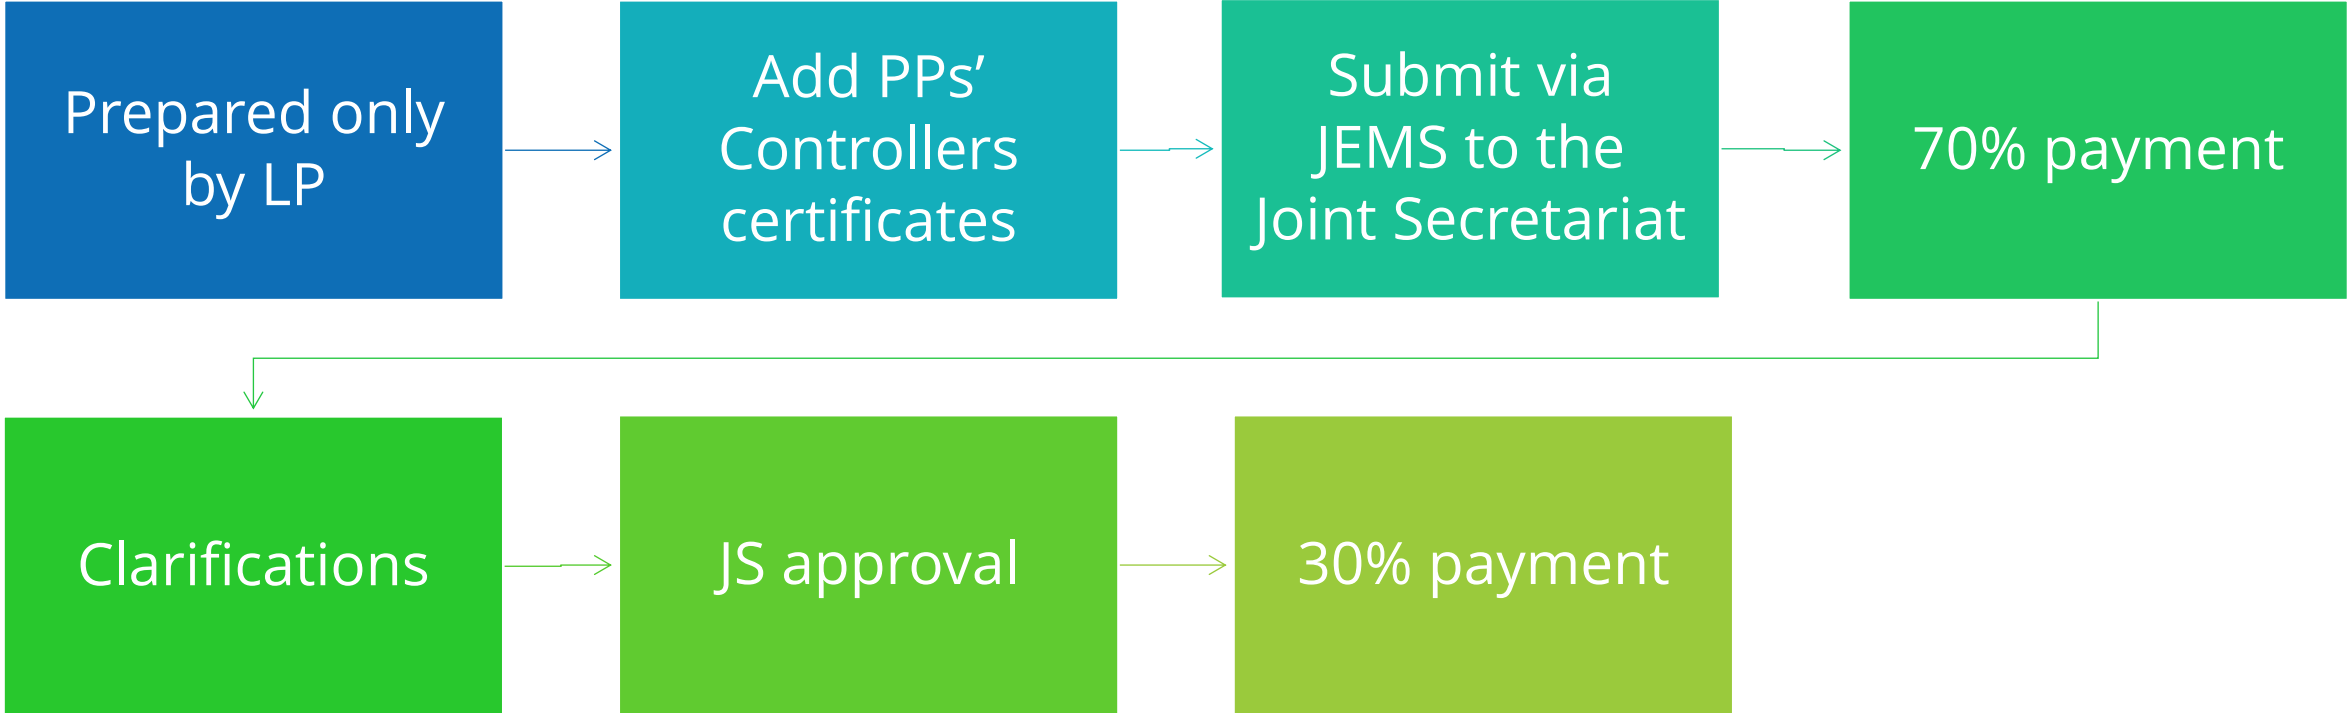 Prepared only
by LP
Add PPs’
Controllers
certificates
Submit via
JEMS to the
Joint Secretariat
70% payment
Clarifications
JS approval
30% payment